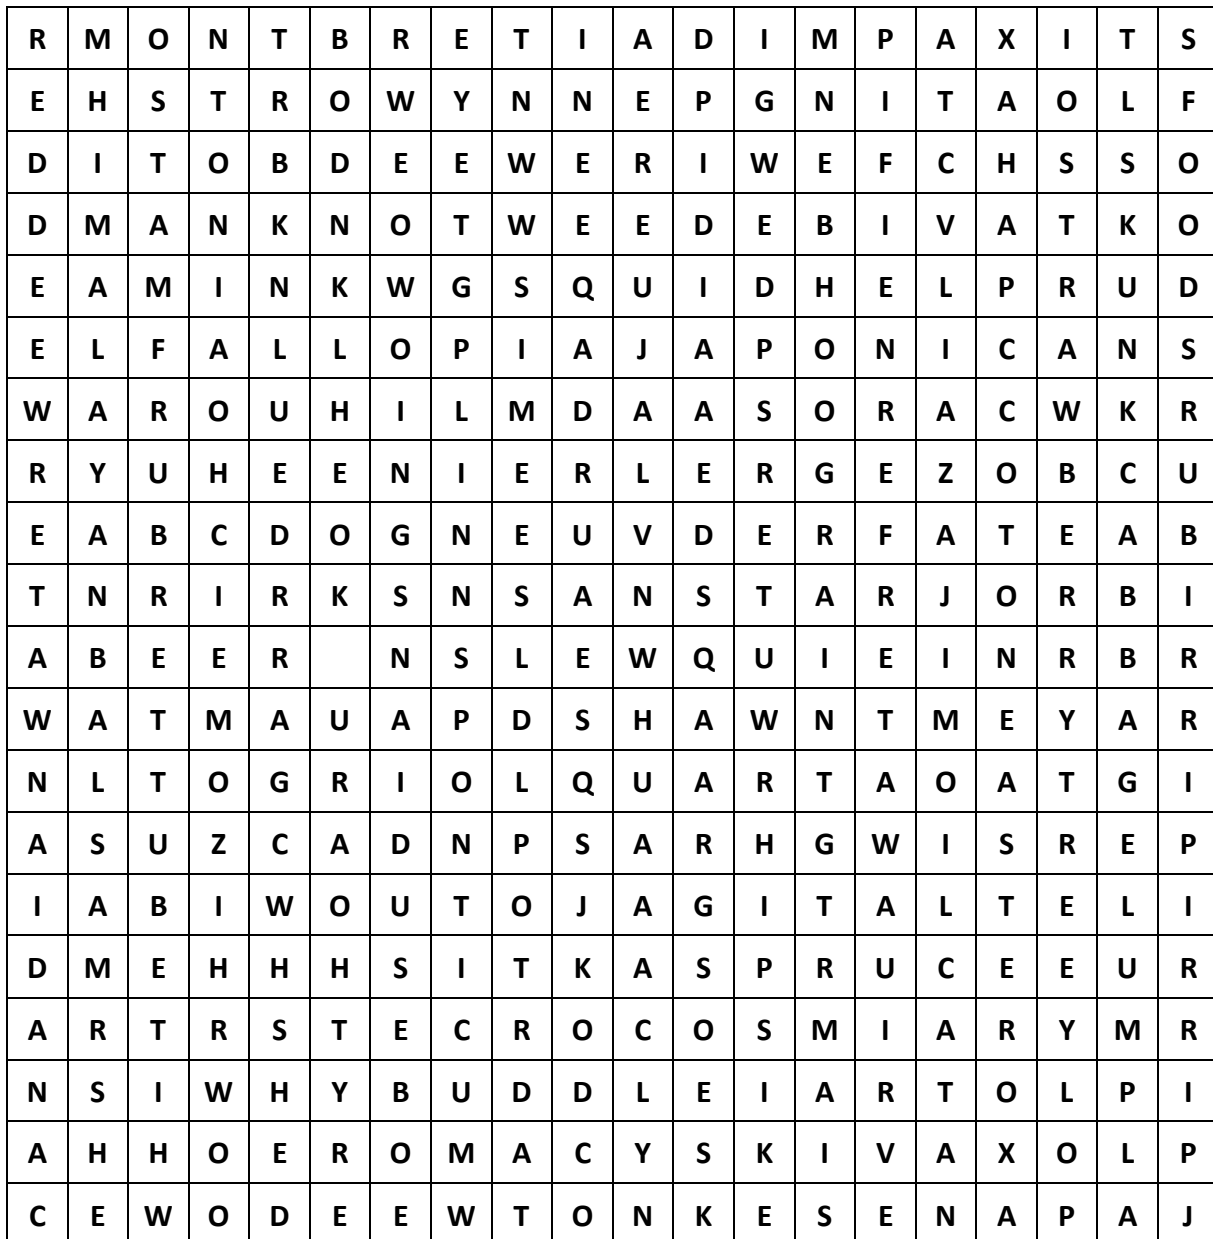 R M O N T B R E T I A D I M P A X I T S
E H S T R O W Y N N E P G N I T A O L F
D I T O B D E E W E R I W E F C H S S O
D M A N K N O T W E E D E B I V A T K O
E A M I N K W G S Q U I D H E L P R U D
E L F A L L O P I A J A P O N I C A N S
W A R O U H I L M D A A S O R A C W K R
R Y U H E E N I E R L E R G E Z O B C U
E A B C D O G N E U V D E R F A T E A B
T N R I R K S N S A N S T A R J O R B I
A B E E R N S L E W Q U I E I N R B R
W A T M A U A P D S H A W N T M E Y A R
N L T O G R I O L Q U A R T A O A T G I
A S U Z C A D N P S A R H G W I S R E P
I A B I W O U T O J A G I T A L T E L I
D M E H H H S I T K A S P R U C E E U R
A R T R S T E C R O C O S M I A R Y M R
N S I W H Y B U D D L E I A R T O L P I
A H H O E R O M A C Y S K I V A X O L P
C E W O D E E W T O N K E S E N A P A J